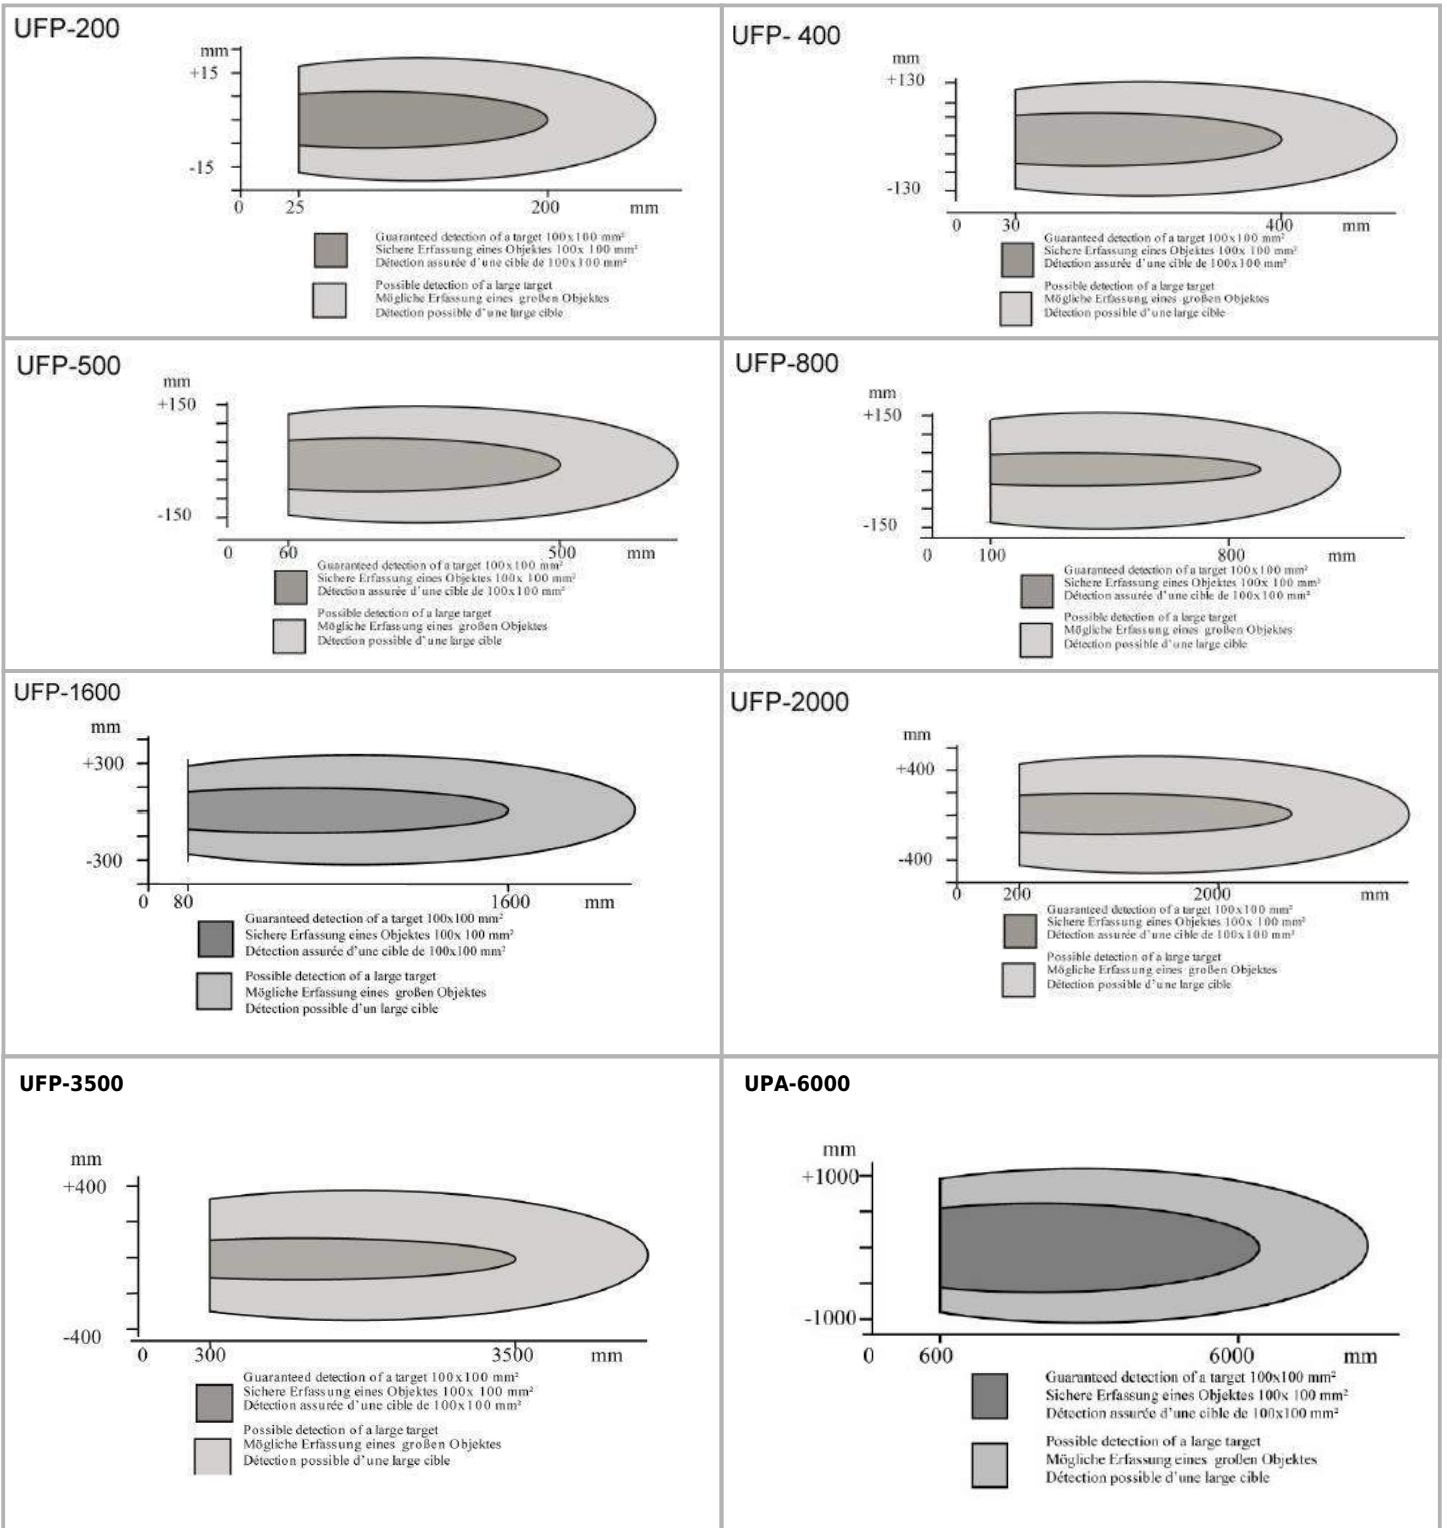 UFP-200
mm
+15
-15
0 25 200 mm
Guaranteed detection of a target 100x100 mm²
Sichere Erfassung eines Objektes 100x 100 mm²
Détection assurée d'une cible de 100x100 mm²
Possible detection of a large target
Mögliche Erfassung eines großen Objektes
Détection possible d'une large cible
UFP- 400
mm
+130
-130
0 30 400 mm
Guaranteed detection of a target 100x100 mm²
Sichere Erfassung eines Objektes 100x 100 mm²
Détection assurée d'une cible de 100x100 mm²
Possible detection of a large target
Mögliche Erfassung eines großen Objektes
Détection possible d'une large cible
UFP-500
mm
+150
-150
0 60 500 mm
Guaranteed detection of a target 100x100 mm²
Sichere Erfassung eines Objektes 100x 100 mm²
Détection assurée d'une cible de 100x100 mm²
Possible detection of a large target
Mögliche Erfassung eines großen Objektes
Détection possible d'une large cible
UFP-800
mm
+150
-150
0 100 800 mm
Guaranteed detection of a target 100x100 mm²
Sichere Erfassung eines Objektes 100x 100 mm²
Détection assurée d'une cible de 100x100 mm²
Possible detection of a large target
Mögliche Erfassung eines großen Objektes
Détection possible d'une large cible
UFP-1600
mm
+300
-300
0 80 1600 mm
Guaranteed detection of a target 100x100 mm²
Sichere Erfassung eines Objektes 100x 100 mm²
Détection assurée d'une cible de 100x100 mm²
Possible detection of a large target
Mögliche Erfassung eines großen Objektes
Détection possible d'un large cible
UFP-2000
mm
+400
-400
0 200 2000 mm
Guaranteed detection of a target 100x100 mm²
Sichere Erfassung eines Objektes 100x 100 mm²
Détection assurée d'une cible de 100x100 mm²
Possible detection of a large target
Mögliche Erfassung eines großen Objektes
Détection possible d'une large cible
UFP-3500
mm
+400
-400
0 300 3500 mm
Guaranteed detection of a target 100x100 mm²
Sichere Erfassung eines Objektes 100x 100 mm²
Détection assurée d'une cible de 100x100 mm²
Possible detection of a large target
Mögliche Erfassung eines großen Objektes
Détection possible d'une large cible
UPA-6000
mm
+1000
-1000
0 600 6000 mm
Guaranteed detection of a target 100x100 mm²
Sichere Erfassung eines Objektes 100x 100 mm²
Détection assurée d'une cible de 100x100 mm²
Possible detection of a large target
Mögliche Erfassung eines großen Objektes
Détection possible d'une large cible